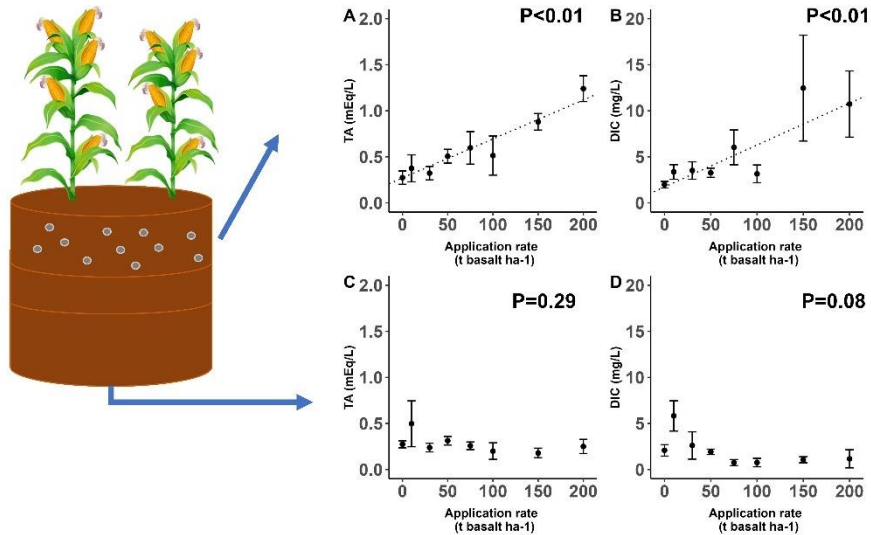 A
P<0.01
2.0
1.5
1.0
0.5
0.0
TA (mEq/L)
0 50 100 150 200
Application rate
(t basalt ha-1)
B
P<0.01
20
15
10
5
0
DIC (mg/L)
0 50 100 150 200
Application rate
(t basalt ha-1)
C
P=0.29
2.0
1.5
1.0
0.5
0.0
TA (mEq/L)
0 50 100 150 200
Application rate
(t basalt ha-1)
D
P=0.08
20
15
10
5
0
DIC (mg/L)
0 50 100 150 200
Application rate
(t basalt ha-1)